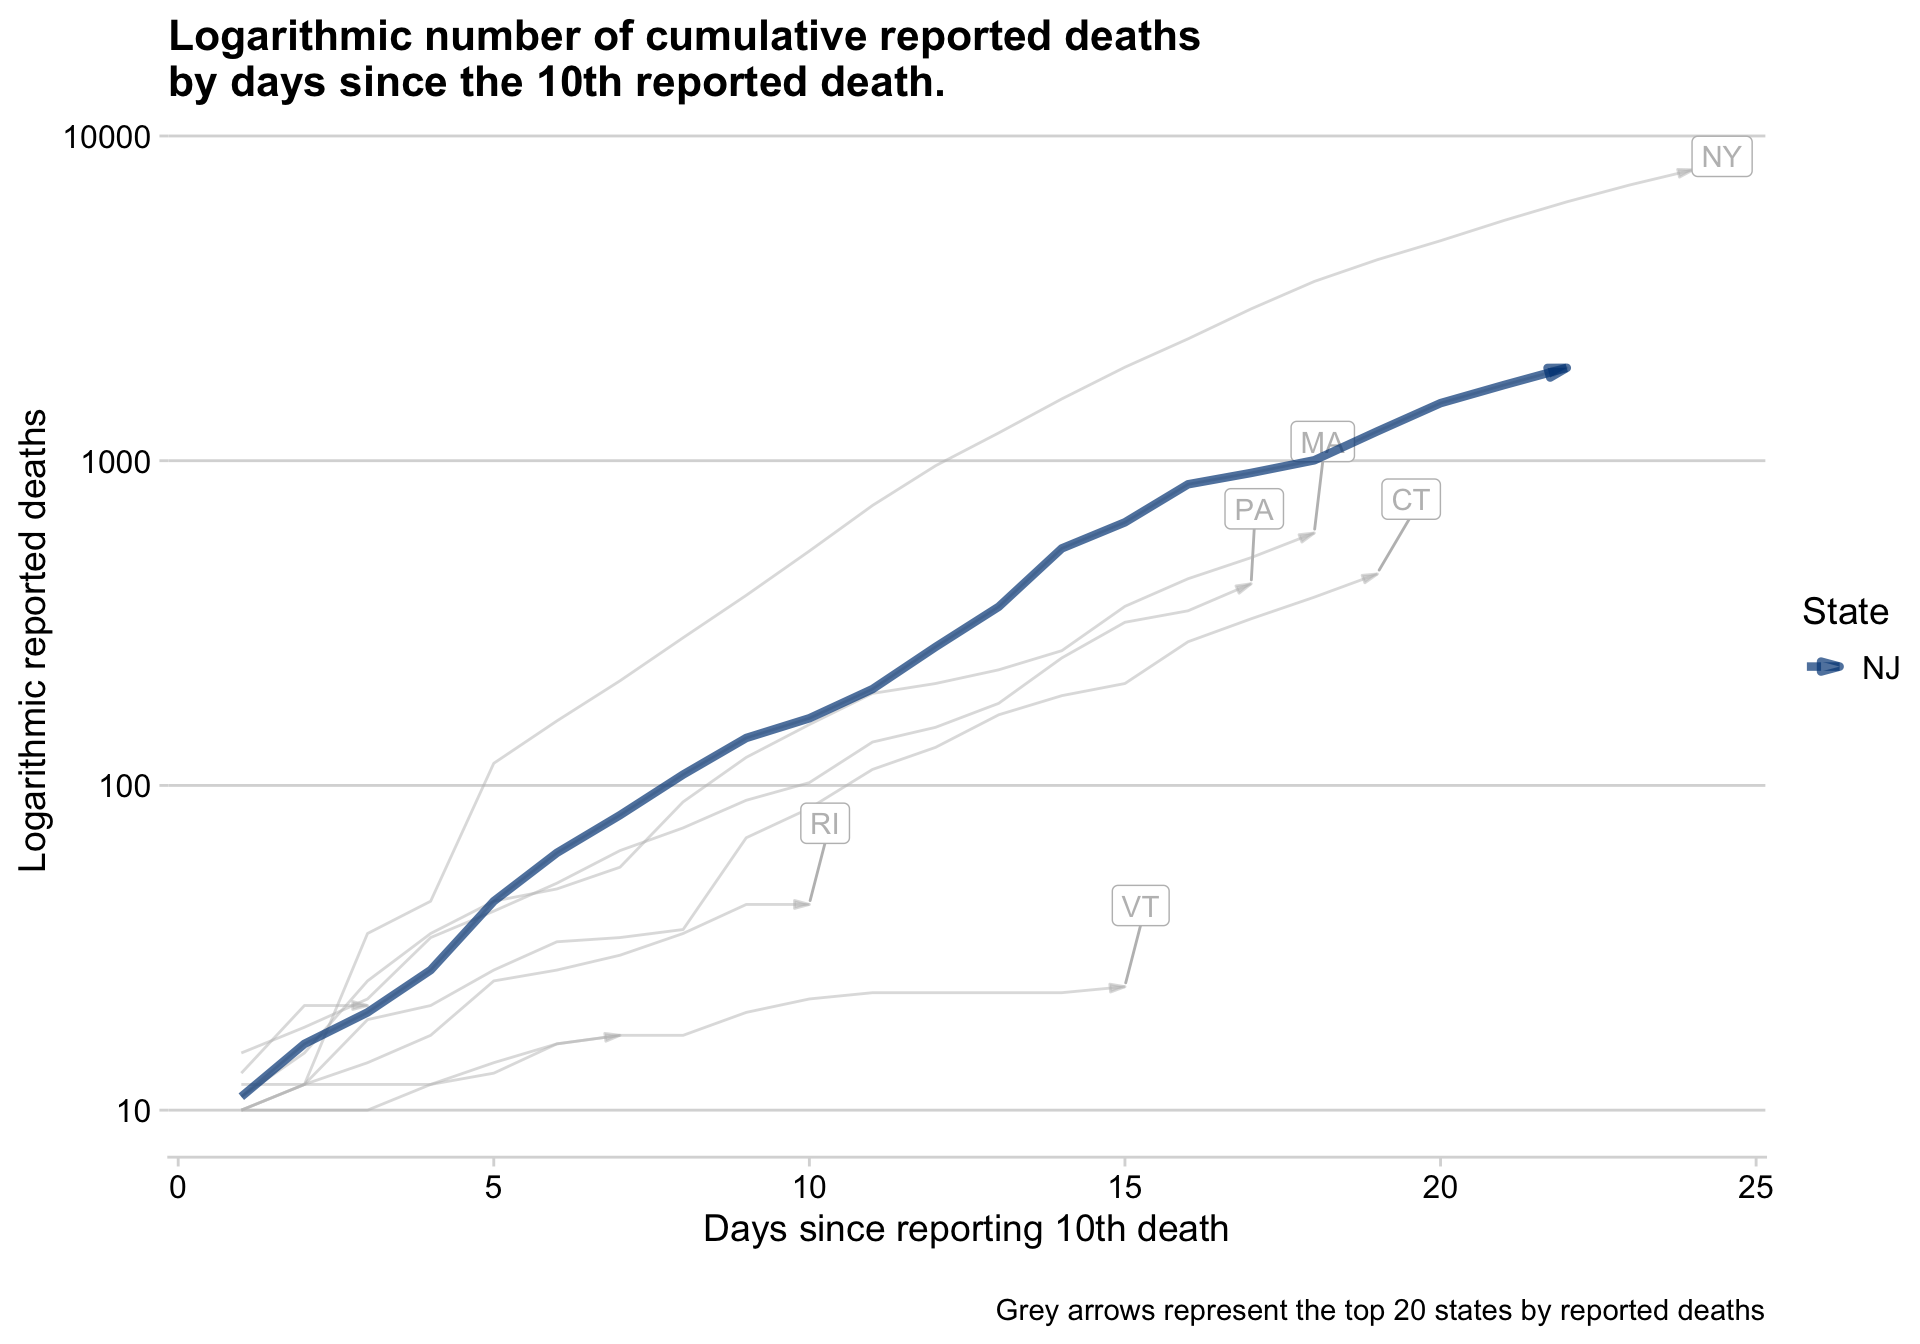 Logarithmic number of cumulative reported deaths
by days since the 10th reported death.
10000
1000
100
10
Logarithmic reported deaths
NY
MA
PA
CT
RI
VT
State
NJ
0 5 10 15 20 25
Days since reporting 10th death
Grey arrows represent the top 20 states by reported deaths